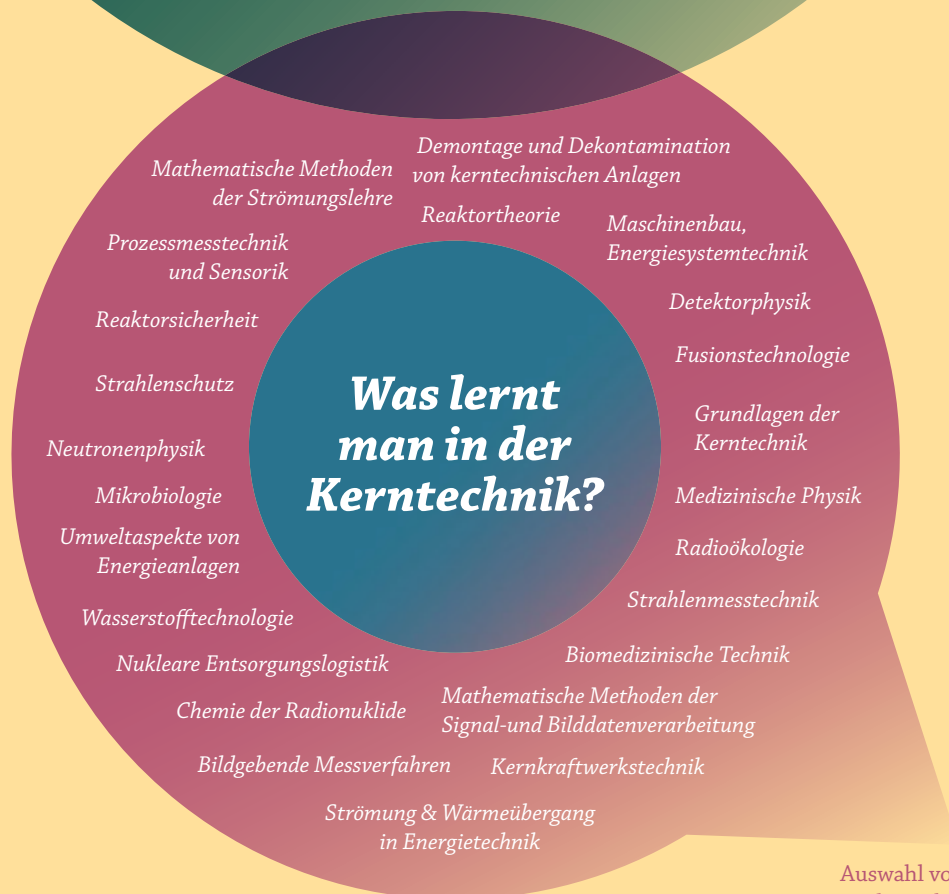 Demontage und Dekontamination
von kerntechnischen Anlagen
Mathematische Methoden
der Strömungslehre
Reaktortheorie
Maschinenbau,
Energiesystemtechnik
Prozessmesstechnik
und Sensorik
Detektorphysik
Reaktorsicherheit
Fusionstechnologie
Strahlenschutz
Was lernt
man in der
Kerntechnik?
Grundlagen der
Kerntechnik
Neutronenphysik
Mikrobiologie
Medizinische Physik
Umweltaspekte von
Energieanlagen
Radioökologie
Strahlenmesstechnik
Wasserstofftechnologie
Biomedizinische Technik
Nukleare Entsorgungslogistik
Mathematische Methoden der
Signal-und Bilddatenverarbeitung
Chemie der Radionuklide
Bildgebende Messverfahren
Kernkraftwerkstechnik
Strömung & Wärmeübergang
in Energietechnik
Auswahl